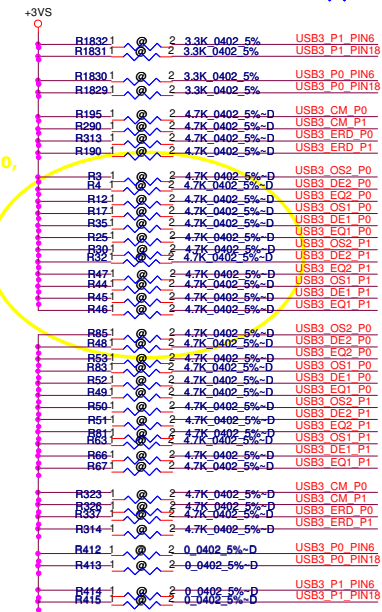 +3VS
R1832 1 @ 2 3.3K_0402_5% USB3_P1_PIN6
R1831 1 @ 2 3.3K_0402_5% USB3_P1_PIN18
R1830 1 @ 2 3.3K_0402_5% USB3_P0_PIN6
R1829 1 @ 2 3.3K_0402_5% USB3_P0_PIN18
R195 1 @ 2 4.7K_0402_5%~D USB3_CM_P0
R290 1 @ 2 4.7K_0402_5%~D USB3_CM_P1
R313 1 @ 2 4.7K_0402_5%~D USB3_ERD_P0
R190 1 @ 2 4.7K_0402_5%~D USB3_ERD_P1
0,
R3 1 @ 2 4.7K_0402_5%~D USB3_OS2_P0
R4 1 @ 2 4.7K_0402_5%~D USB3_DE2_P0
R12 1 @ 2 4.7K_0402_5%~D USB3_EQ2_P0
R17 1 @ 2 4.7K_0402_5%~D USB3_OS1_P0
R35 1 @ 2 4.7K_0402_5%~D USB3_DE1_P0
R25 1 @ 2 4.7K_0402_5%~D USB3_EQ1_P0
R30 1 @ 2 4.7K_0402_5%~D USB3_OS2_P1
R32 1 @ 2 4.7K_0402_5%~D USB3_DE2_P1
R47 1 @ 2 4.7K_0402_5%~D USB3_EQ2_P1
R44 1 @ 2 4.7K_0402_5%~D USB3_OS1_P1
R45 1 @ 2 4.7K_0402_5%~D USB3_DE1_P1
R46 1 @ 2 4.7K_0402_5%~D USB3_EQ1_P1
R85 1 @ 2 4.7K_0402_5%~D USB3_OS2_P0
R48 1 @ 2 4.7K_0402_5%~D USB3_DE2_P0
R53 1 @ 2 4.7K_0402_5%~D USB3_EQ2_P0
R83 1 @ 2 4.7K_0402_5%~D USB3_OS1_P0
R52 1 @ 2 4.7K_0402_5%~D USB3_DE1_P0
R49 1 @ 2 4.7K_0402_5%~D USB3_EQ1_P0
R50 1 @ 2 4.7K_0402_5%~D USB3_OS2_P1
R51 1 @ 2 4.7K_0402_5%~D USB3_DE2_P1
R81 1 @ 2 4.7K_0402_5%~D USB3_EQ2_P1
R63 1 @ 2 4.7K_0402_5%~D USB3_OS1_P1
R66 1 @ 2 4.7K_0402_5%~D USB3_DE1_P1
R67 1 @ 2 4.7K_0402_5%~D USB3_EQ1_P1
R323 1 @ 2 4.7K_0402_5%~D USB3_CM_P0
R326 1 @ 2 4.7K_0402_5%~D USB3_CM_P1
R337 1 @ 2 4.7K_0402_5%~D USB3_ERD_P0
R314 1 @ 2 4.7K_0402_5%~D USB3_ERD_P1
R412 1 @ 2 0_0402_5%~D USB3_P0_PIN6
R413 1 @ 2 0_0402_5%~D USB3_P0_PIN18
R414 1 @ 2 0_0402_5%~D USB3_P1_PIN6
R415 1 @ 2 0_0402_5%~D USB3_P1_PIN18